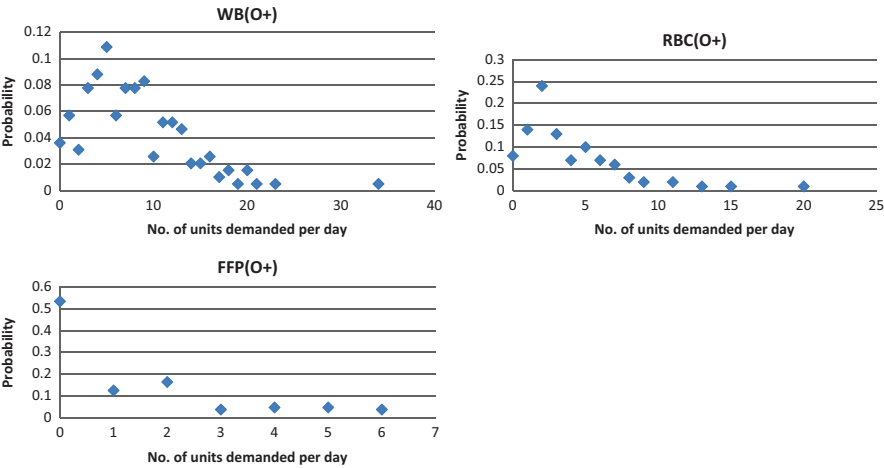 WB(O+)
0.12
0.1
0.08
0.06
0.04
0.02
0
Probability
0 10 20 30 40
No. of units demanded per day
RBC(O+)
0.3
0.25
0.2
0.15
0.1
0.05
0
Probability
0 5 10 15 20 25
No. of units demanded per day
FFP(O+)
0.6
0.5
0.4
0.3
0.2
0.1
0
Probability
0 1 2 3 4 5 6 7
No. of units demanded per day